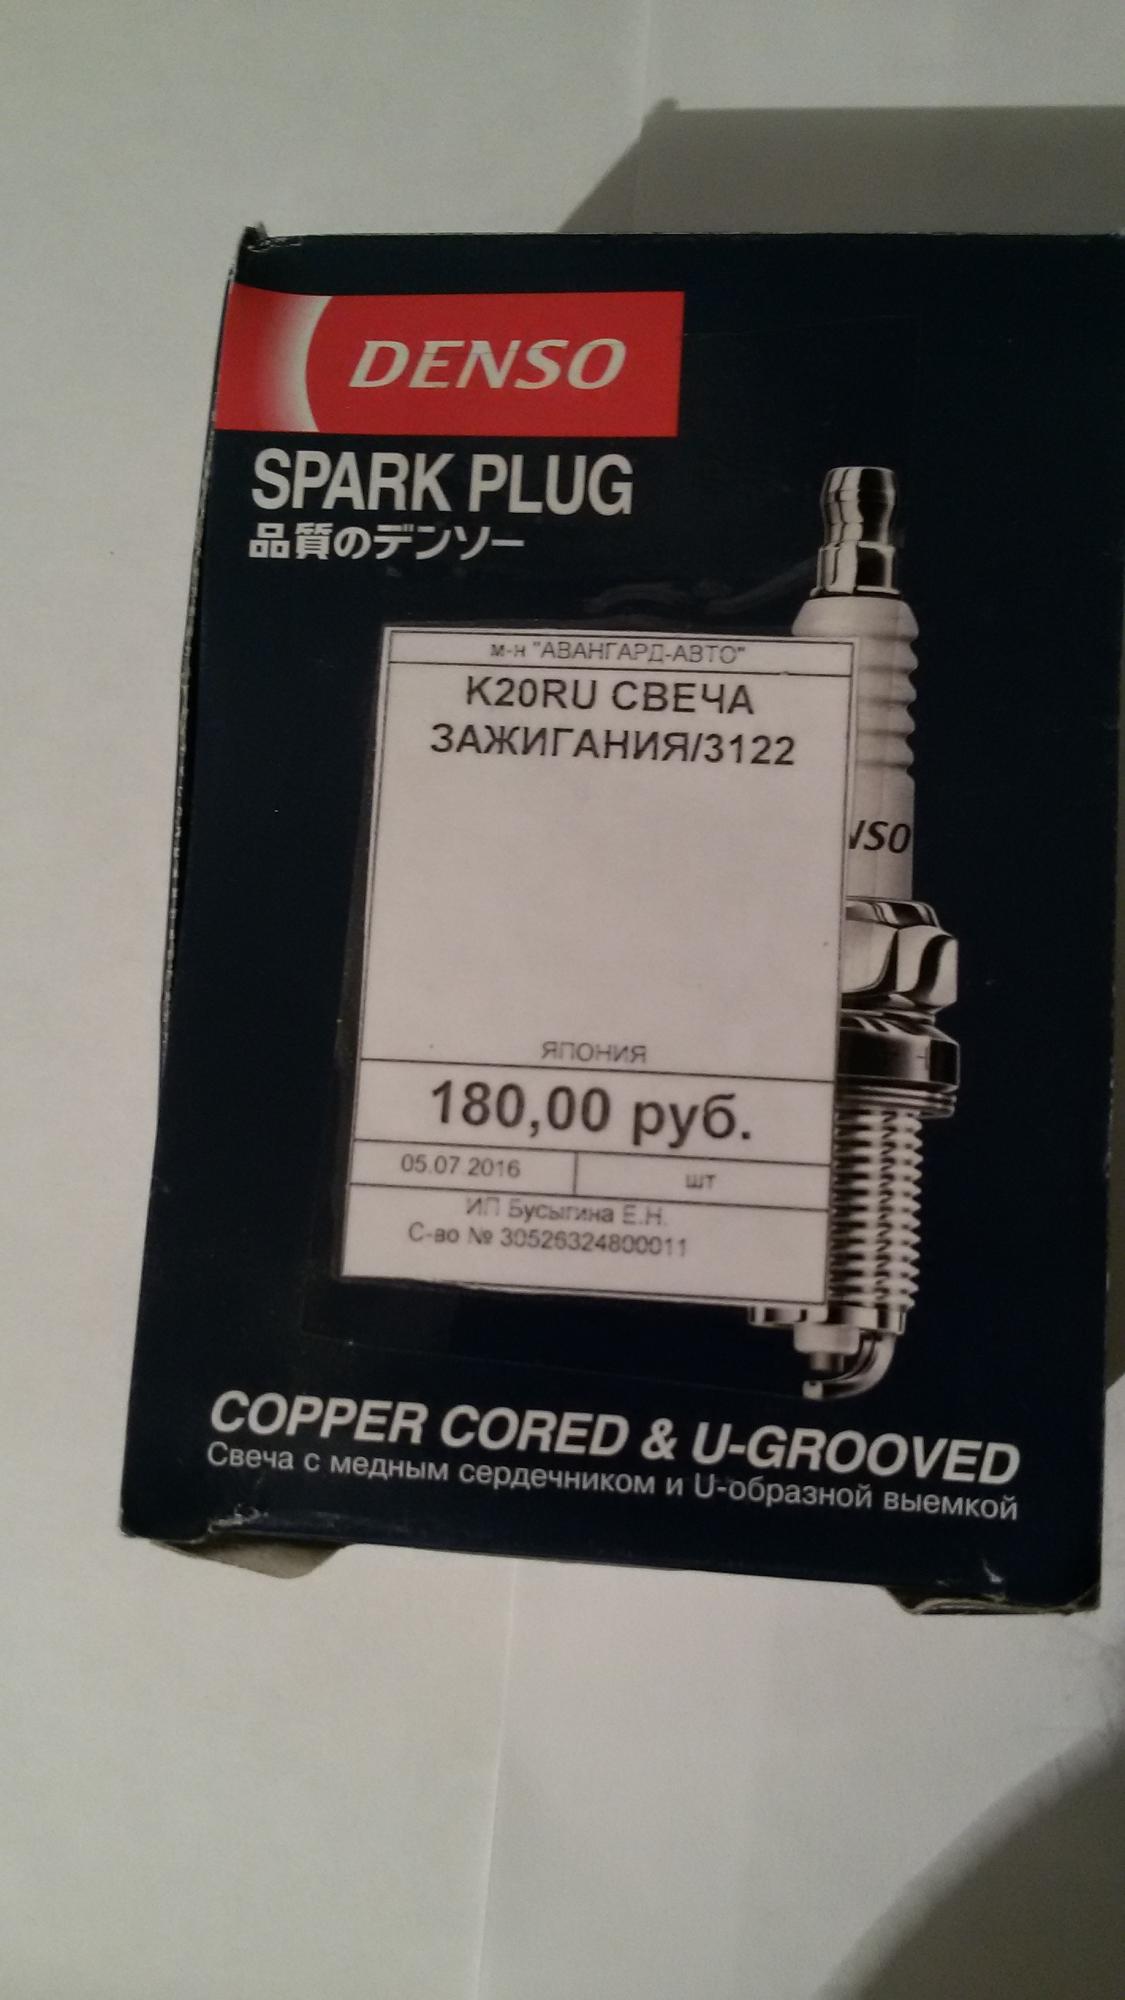 DENSO
SPARK PLUG
品質のデンソー
м-н "АВАНГАРД-АВТО"
K20RU СВЕЧА
ЗАЖИГАНИЯ/3122
NSO
ЯПОНИЯ
180,00 руб.
05.07 2016 шт
ИП Бусыгина Е.Н.
С-во № 30526324800011
COPPER CORED & U-GROOVED
Свеча с медным сердечником и U-образной выемкой